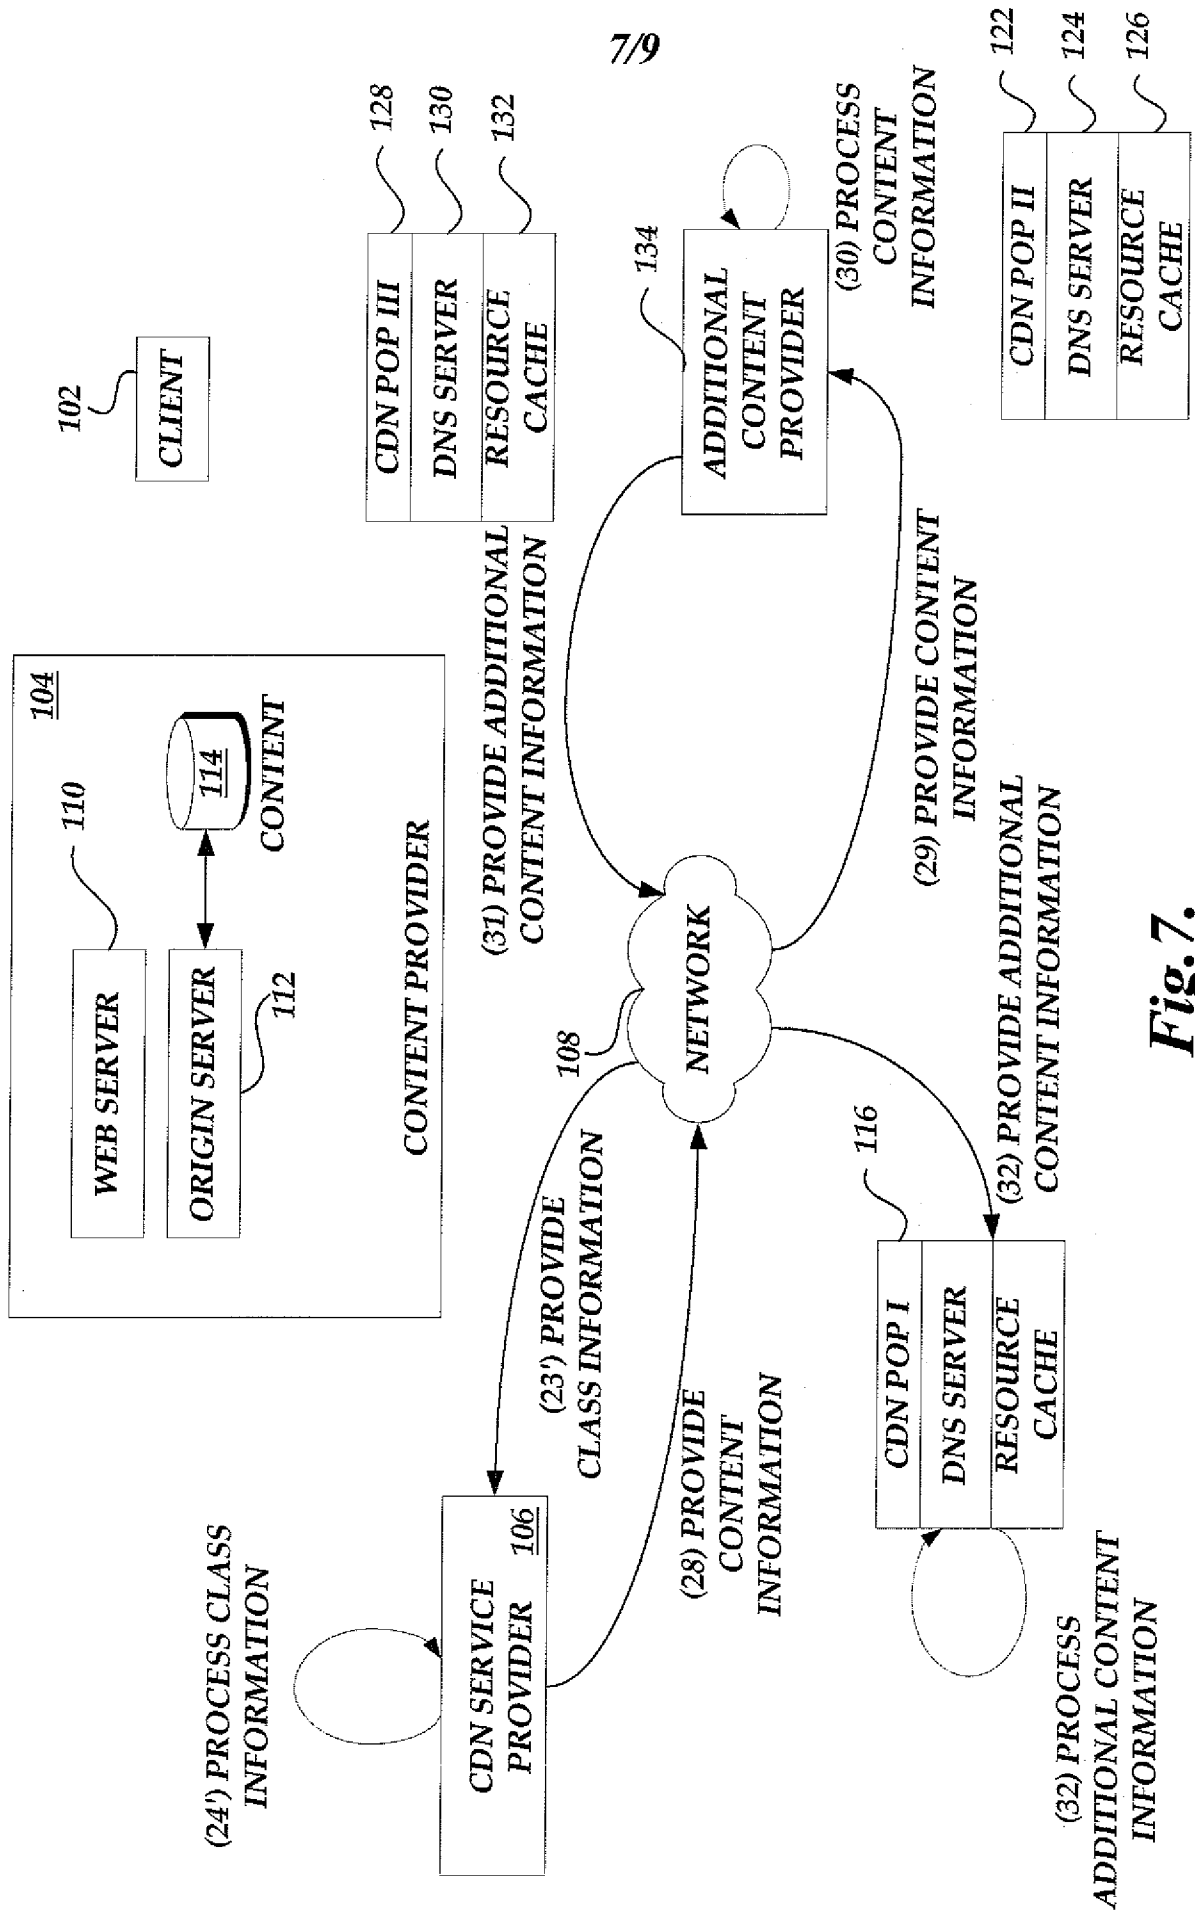 7/9
104
110
WEB SERVER
ORIGIN SERVER
114
112
CONTENT
CONTENT PROVIDER
102
CLIENT
(24') PROCESS CLASS
INFORMATION
CDN SERVICE
PROVIDER
106
(23') PROVIDE
CLASS INFORMATION
(28) PROVIDE
CONTENT
INFORMATION
108
NETWORK
(31) PROVIDE ADDITIONAL
CONTENT INFORMATION
CDN POP III
DNS SERVER
RESOURCE
CACHE
128
130
132
134
ADDITIONAL
CONTENT
PROVIDER
(30) PROCESS
CONTENT
INFORMATION
(29) PROVIDE CONTENT
INFORMATION
116
CDN POP I
DNS SERVER
RESOURCE
CACHE
(32) PROVIDE ADDITIONAL
CONTENT INFORMATION
(32) PROCESS
ADDITIONAL CONTENT
INFORMATION
CDN POP II
DNS SERVER
RESOURCE
CACHE
122
124
126
Fig.7.